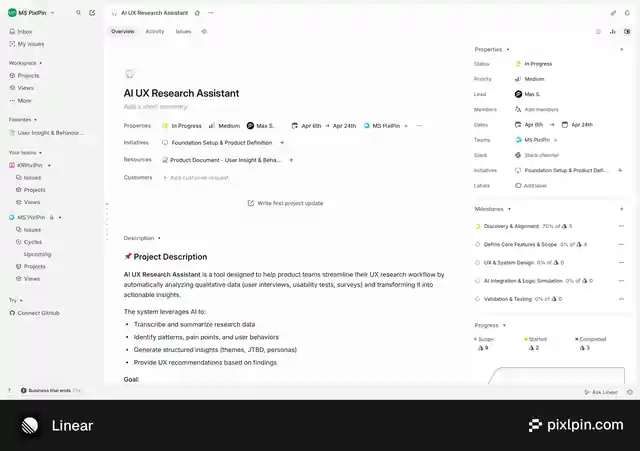 MS PixlPin
Inbox
My issues
Workspace
Projects
Views
More
Favorites
User Insight & Behavior...
Your teams
Issues
Projects
Views
MS PixlPin
Issues
Cycles
Upcoming
Projects
Views
Try
Connect GitHub
Business trial ends
AI UX Research Assistant
Overview Activity Issues
AI UX Research Assistant
Add a short summary...
Properties In Progress Medium Max S. Apr 6th → Apr 24th MS PixlPin
Initiatives Foundation Setup & Product Definition +
Resources Product Document - User Insight & Beha... +
Customers + Add customer request
Write first project update
Description
📌 Project Description
AI UX Research Assistant is a tool designed to help product teams streamline their UX research workflow by
automatically analyzing qualitative data (user interviews, usability tests, surveys) and transforming it into
actionable insights.
The system leverages AI to:
• Transcribe and summarize research data
• Identify patterns, pain points, and user behaviors
• Generate structured insights (themes, JTBD, personas)
• Provide UX recommendations based on findings
Goal:
Properties
Status In Progress
Priority Medium
Lead Max S.
Members Add members
Dates Apr 6th → Apr 24th
Teams MS PixlPin
Slack Slack channel
Initiatives Foundation Setup & Product Defi...
Labels Add label
Milestones
Discovery & Alignment 70% of 5
Define Core Features & Scope 0% of 4
UX & System Design 0% of 0
AI Integration & Logic Simulation 0% of 0
Validation & Testing 0% of 0
Progress
Scope Started Completed
9 2 3
Ask Linear
Linear
pixlpin.com